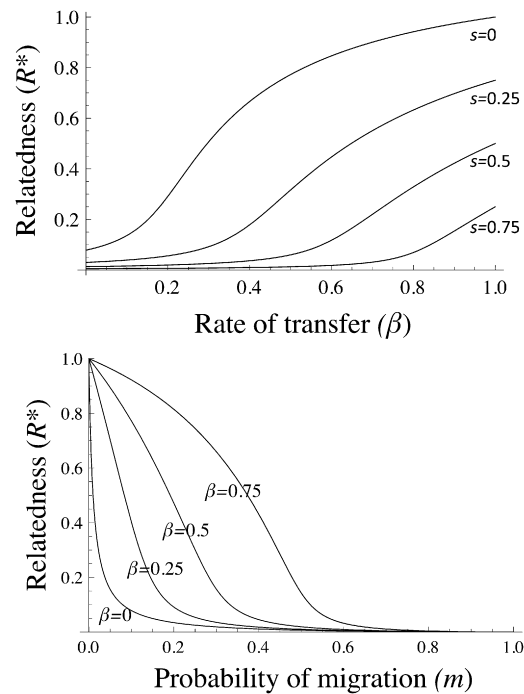 Relatedness (R*)
1.0
0.8
0.6
0.4
0.2
s=0
s=0.25
s=0.5
s=0.75
0.2 0.4 0.6 0.8 1.0
Rate of transfer (β)
Relatedness (R*)
1.0
0.8
0.6
0.4
0.2
β=0.75
β=0.5
β=0.25
β=0
0.0 0.2 0.4 0.6 0.8 1.0
Probability of migration (m)